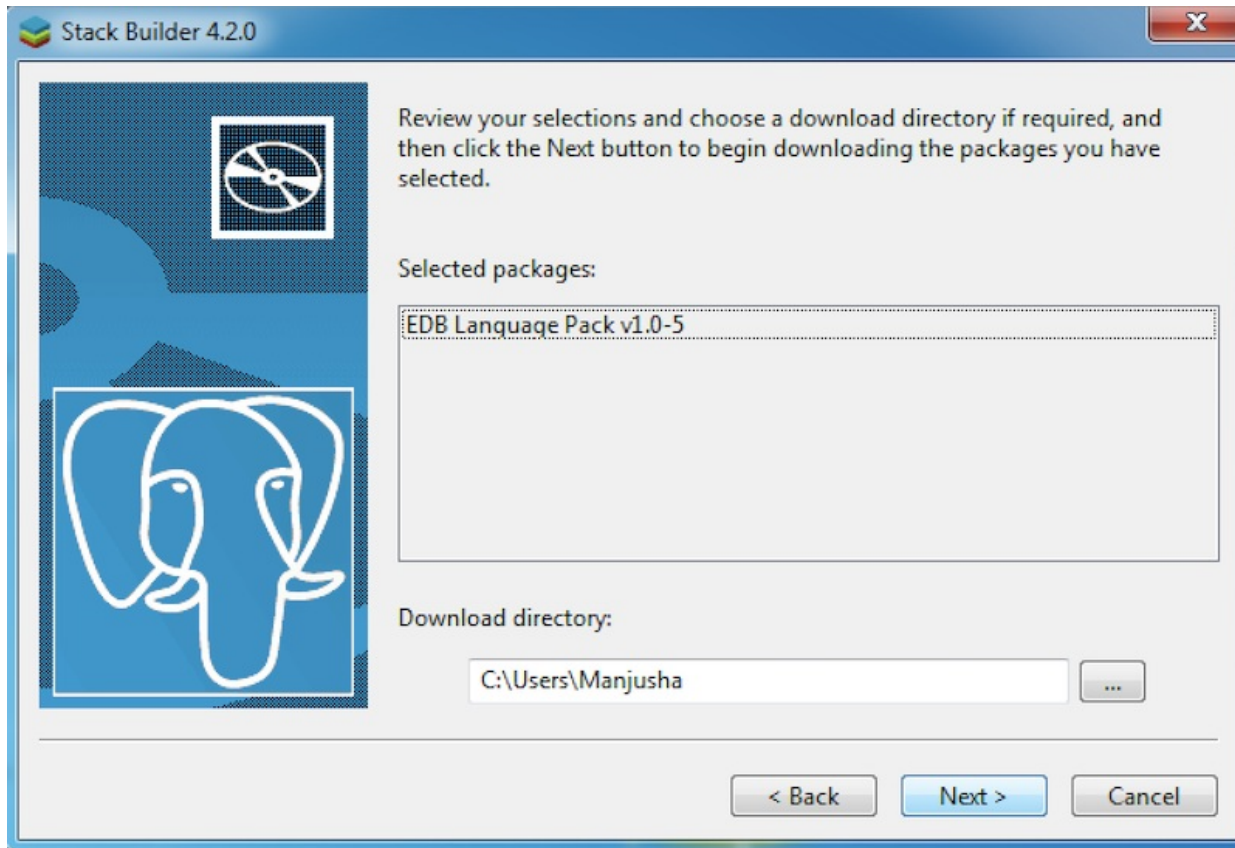 Stack Builder 4.2.0
Review your selections and choose a download directory if required, and
then click the Next button to begin downloading the packages you have
selected.
Selected packages:
EDB Language Pack v1.0-5
Download directory:
C:\Users\Manjusha
...
< Back
Next >
Cancel